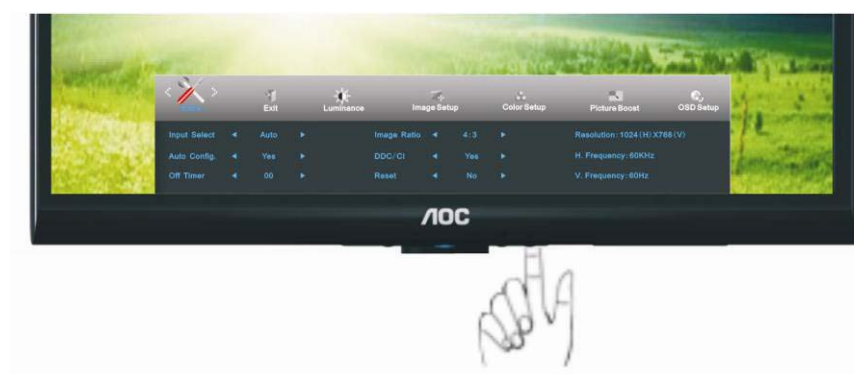 Exit
Luminance
Image Setup
Color Setup
Picture Boost
OSD Setup
Input Select Auto Image Ratio 4:3 Resolution: 1024(H)X766(V)
Auto Config. Yes DDC/CI Yes H. Frequency:60KHz
Off Timer 00 Reset No V. Frequency:60Hz
AOC